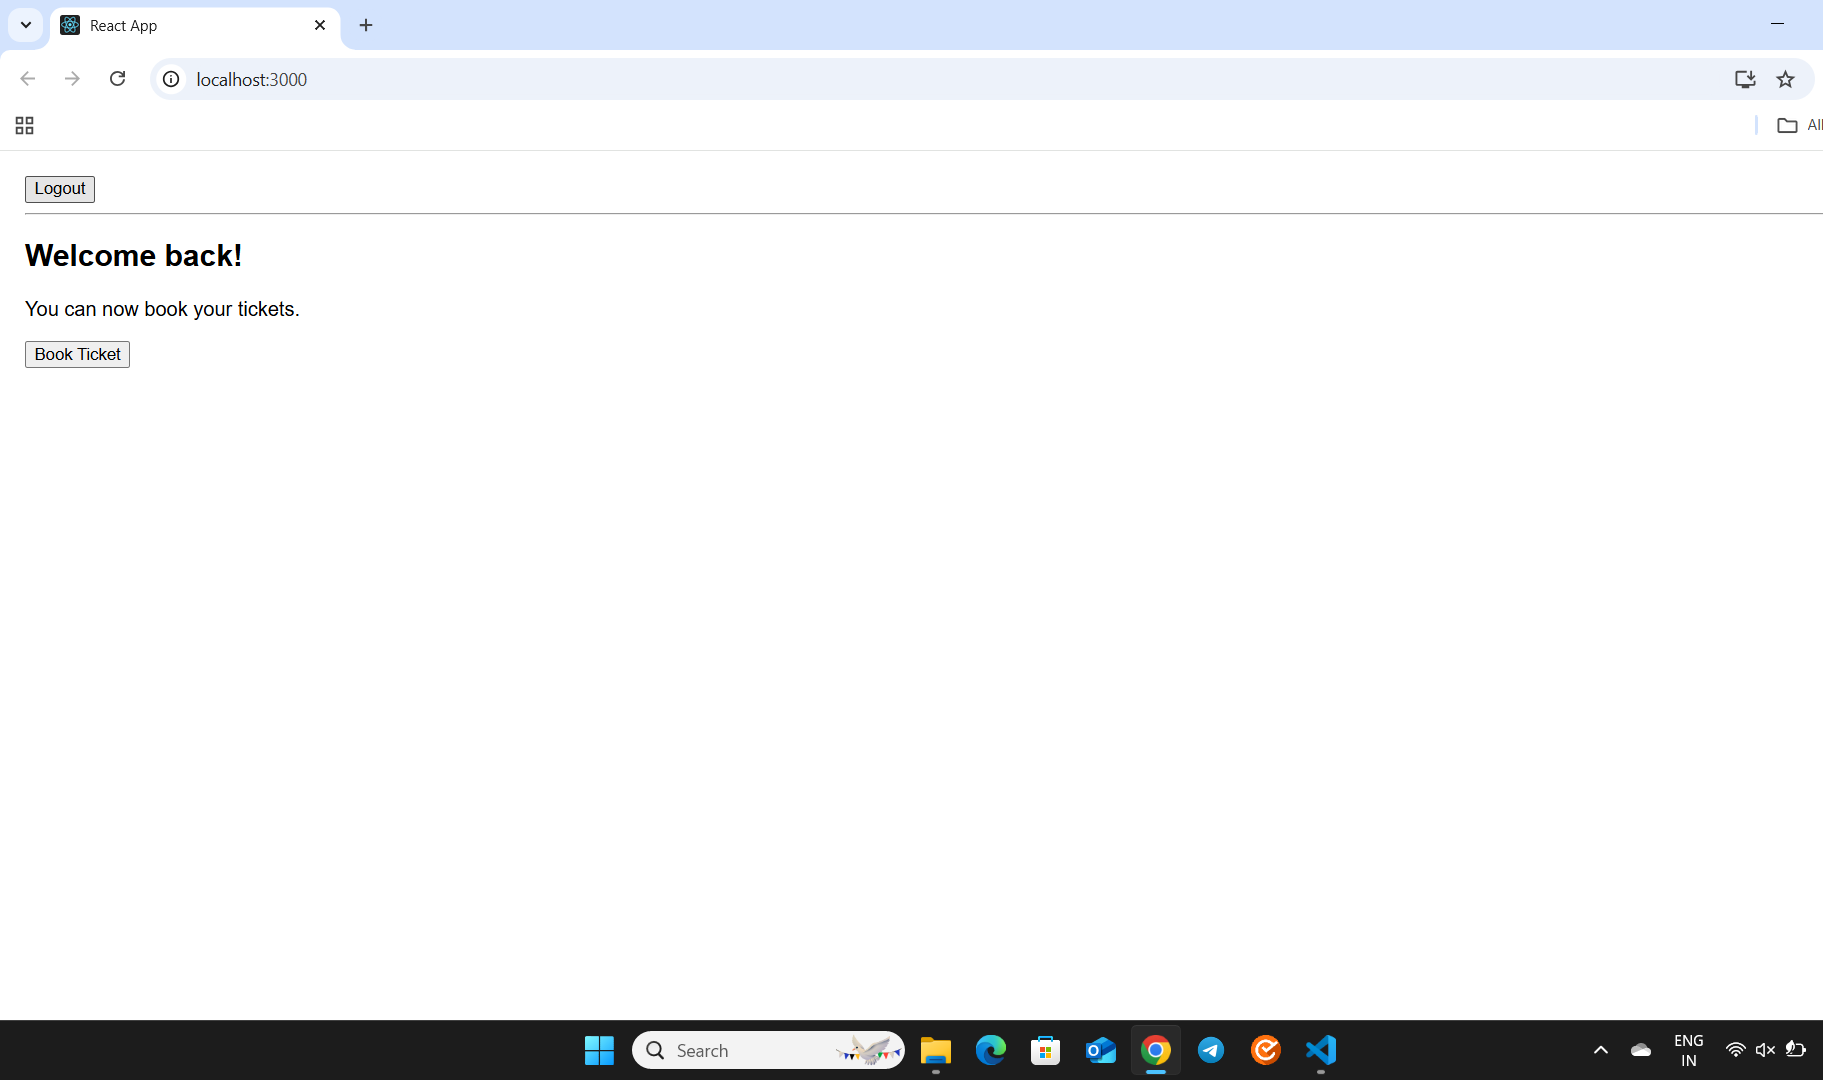 React App
localhost:3000
All
Logout
Welcome back!
You can now book your tickets.
Book Ticket
Search
ENG
IN